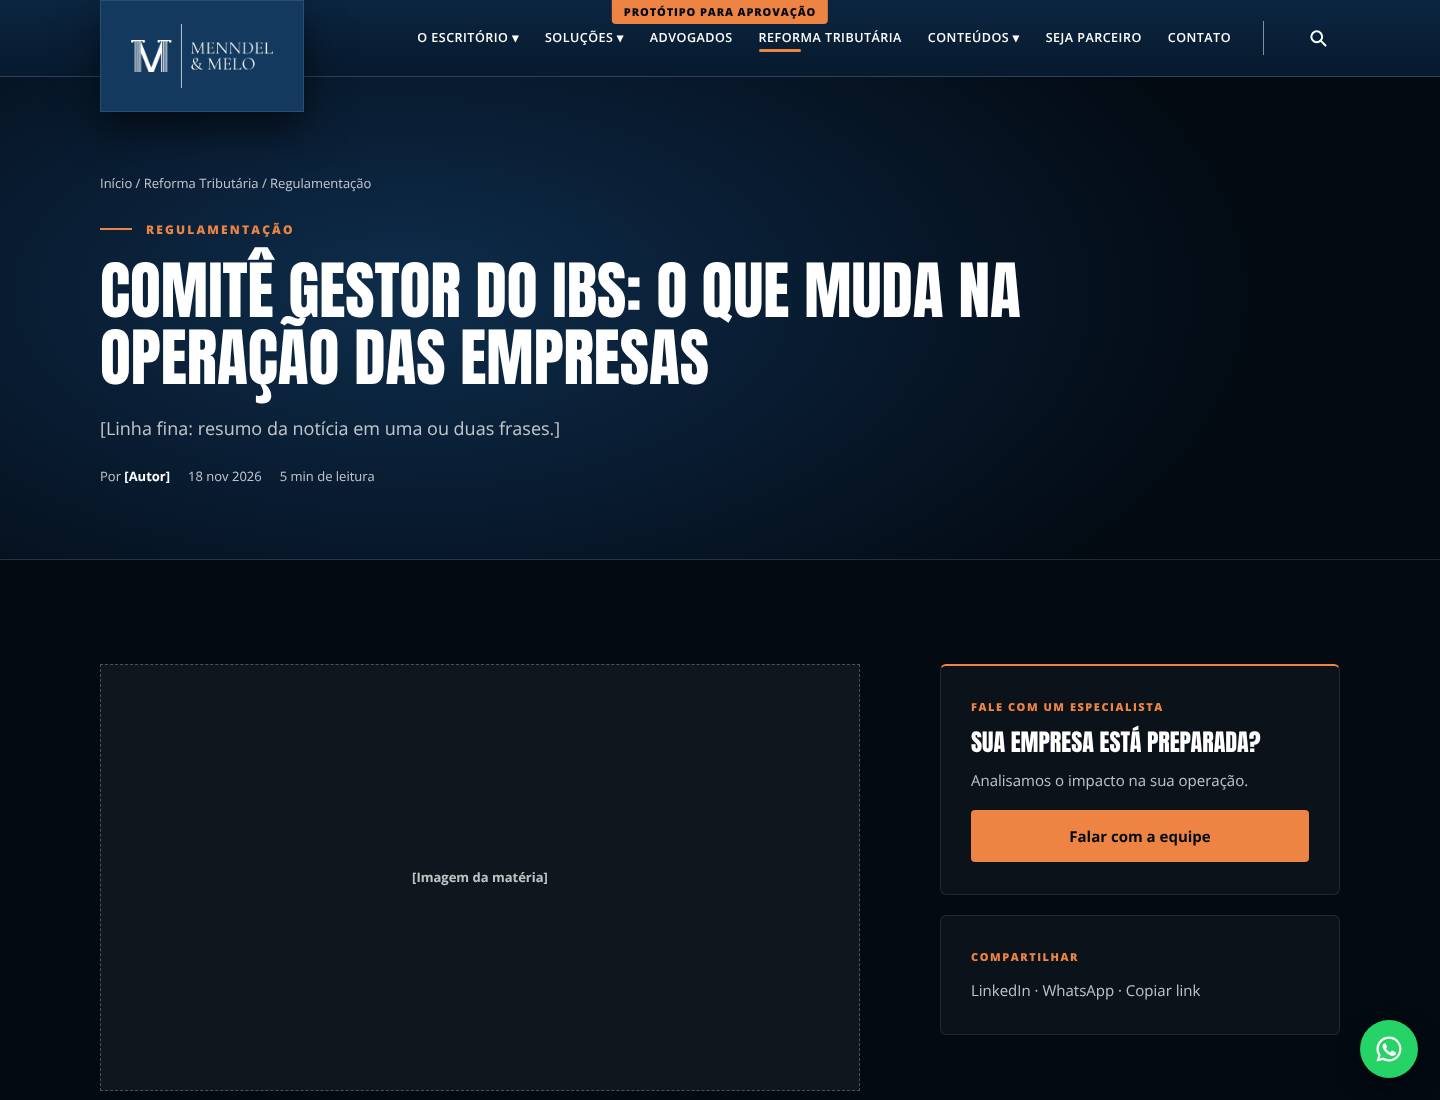 PROTÓTIPO PARA APROVAÇÃO
MENNDEL
& MELO
O ESCRITÓRIO ▾ SOLUÇÕES ▾ ADVOGADOS REFORMA TRIBUTÁRIA CONTEÚDOS ▾ SEJA PARCEIRO CONTATO
Início / Reforma Tributária / Regulamentação
REGULAMENTAÇÃO
COMITÊ GESTOR DO IBS: O QUE MUDA NA
OPERAÇÃO DAS EMPRESAS
[Linha fina: resumo da notícia em uma ou duas frases.]
Por [Autor] 18 nov 2026 5 min de leitura
[Imagem da matéria]
FALE COM UM ESPECIALISTA
SUA EMPRESA ESTÁ PREPARADA?
Analisamos o impacto na sua operação.
Falar com a equipe
COMPARTILHAR
LinkedIn · WhatsApp · Copiar link